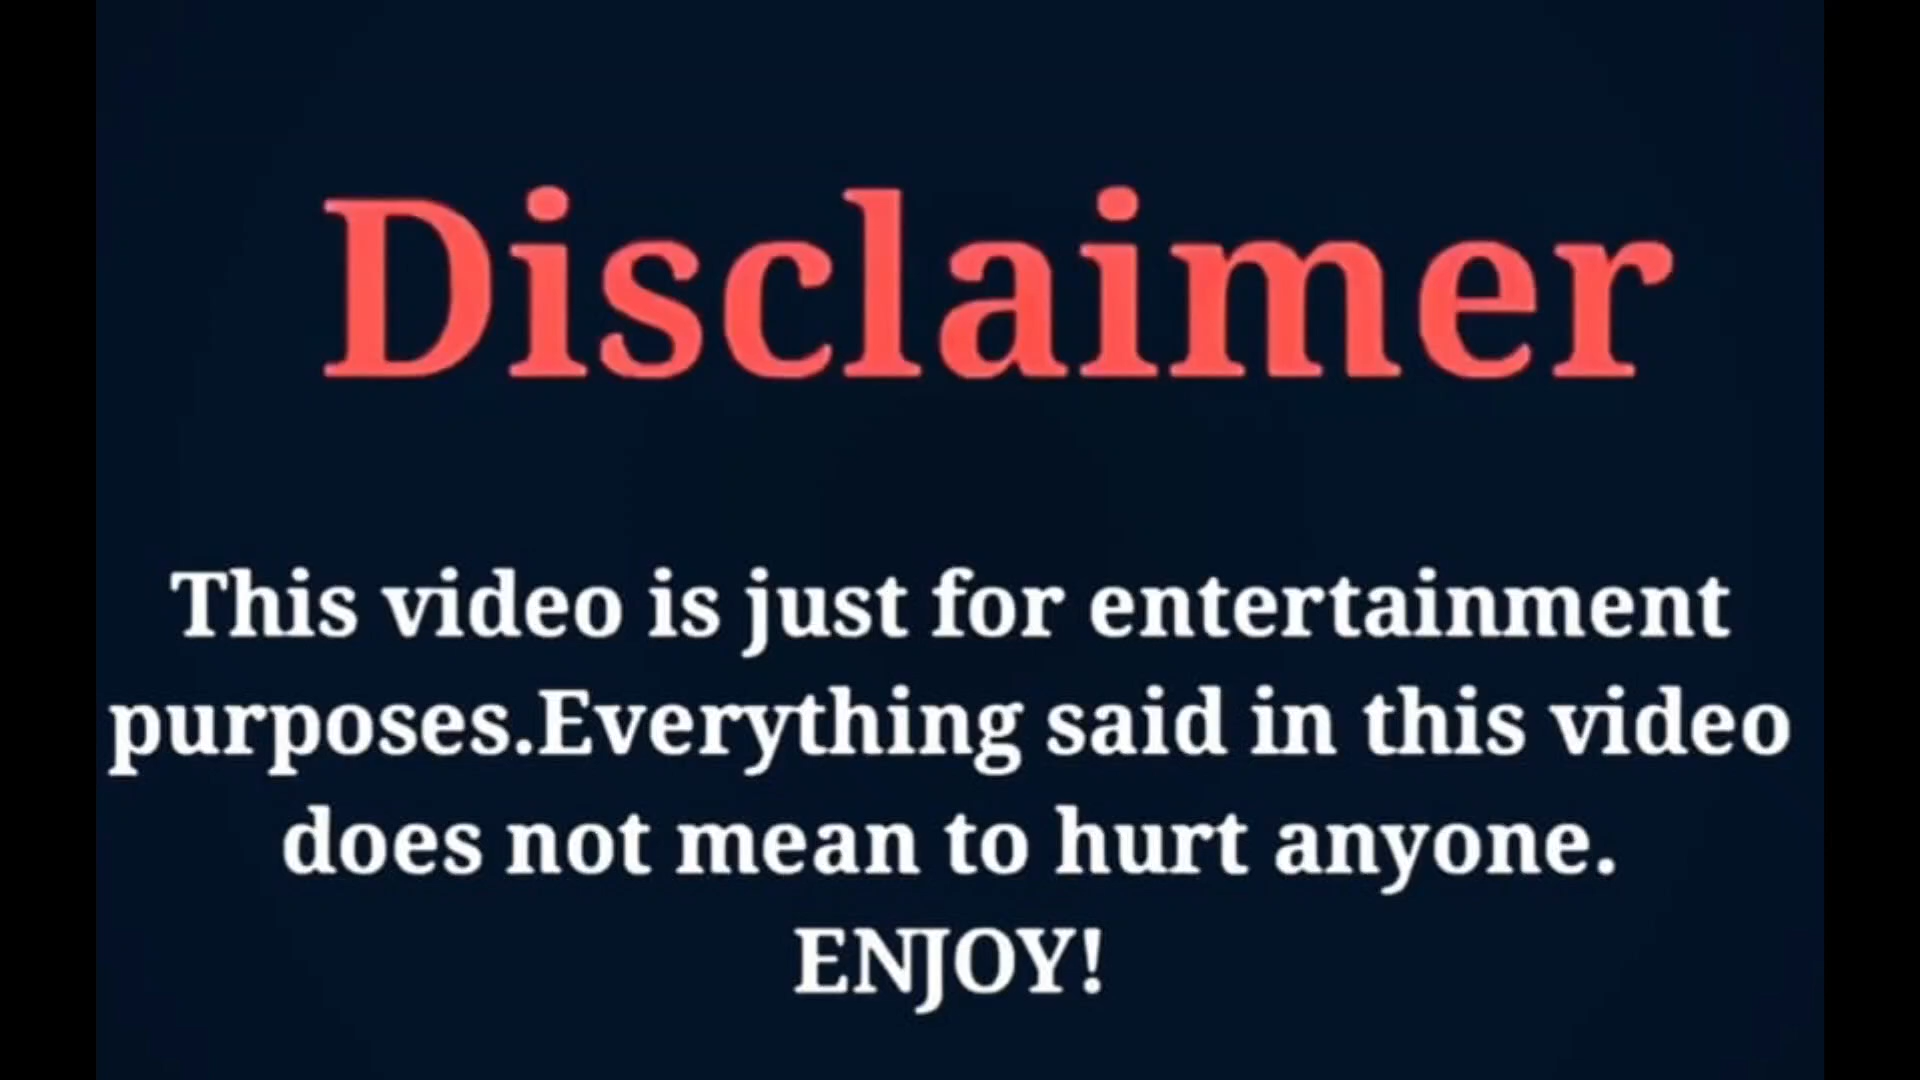 Disclaimer
This video is just for entertainment
purposes.Everything said in this video
does not mean to hurt anyone.
ENJOY!